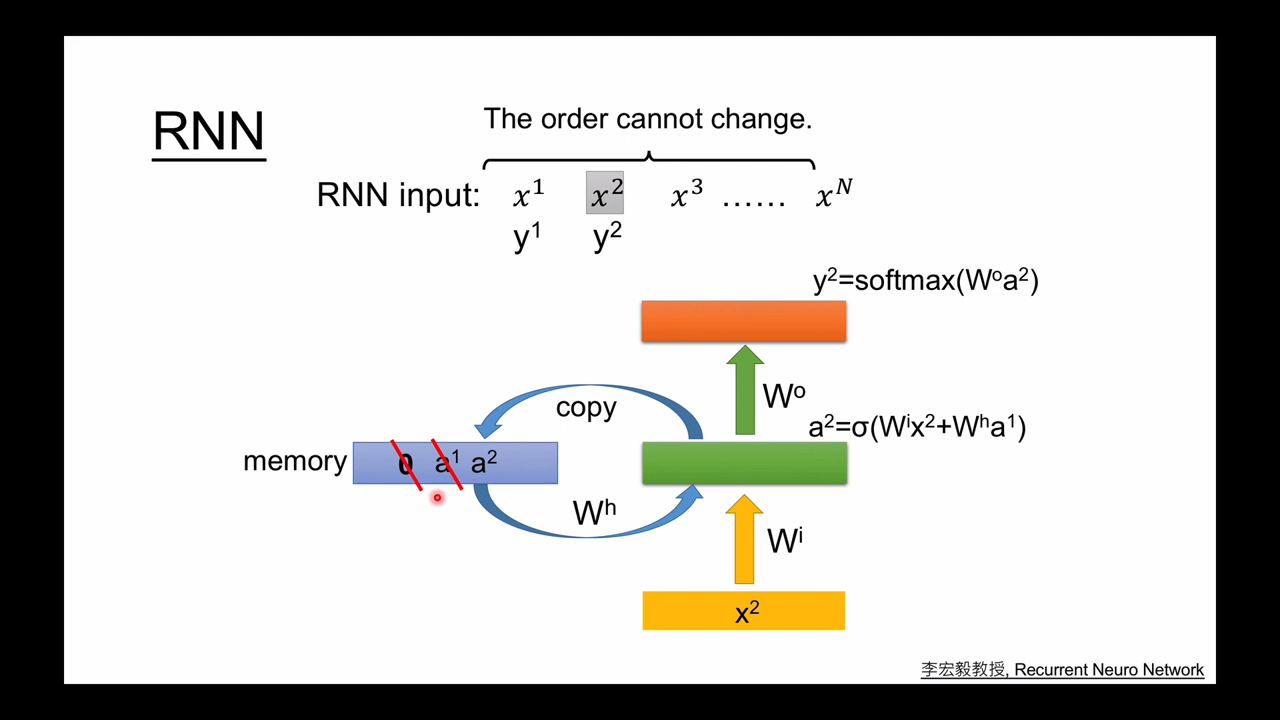 RNN
The order cannot change.
RNN input: x¹ x² x³ …… xᴺ
y¹ y²
y²=softmax(Wᵒa²)
Wᵒ
copy
a²=σ(Wⁱx²+Wʰa¹)
memory 0 a¹ a²
Wʰ
Wⁱ
x²
李宏毅教授, Recurrent Neuro Network